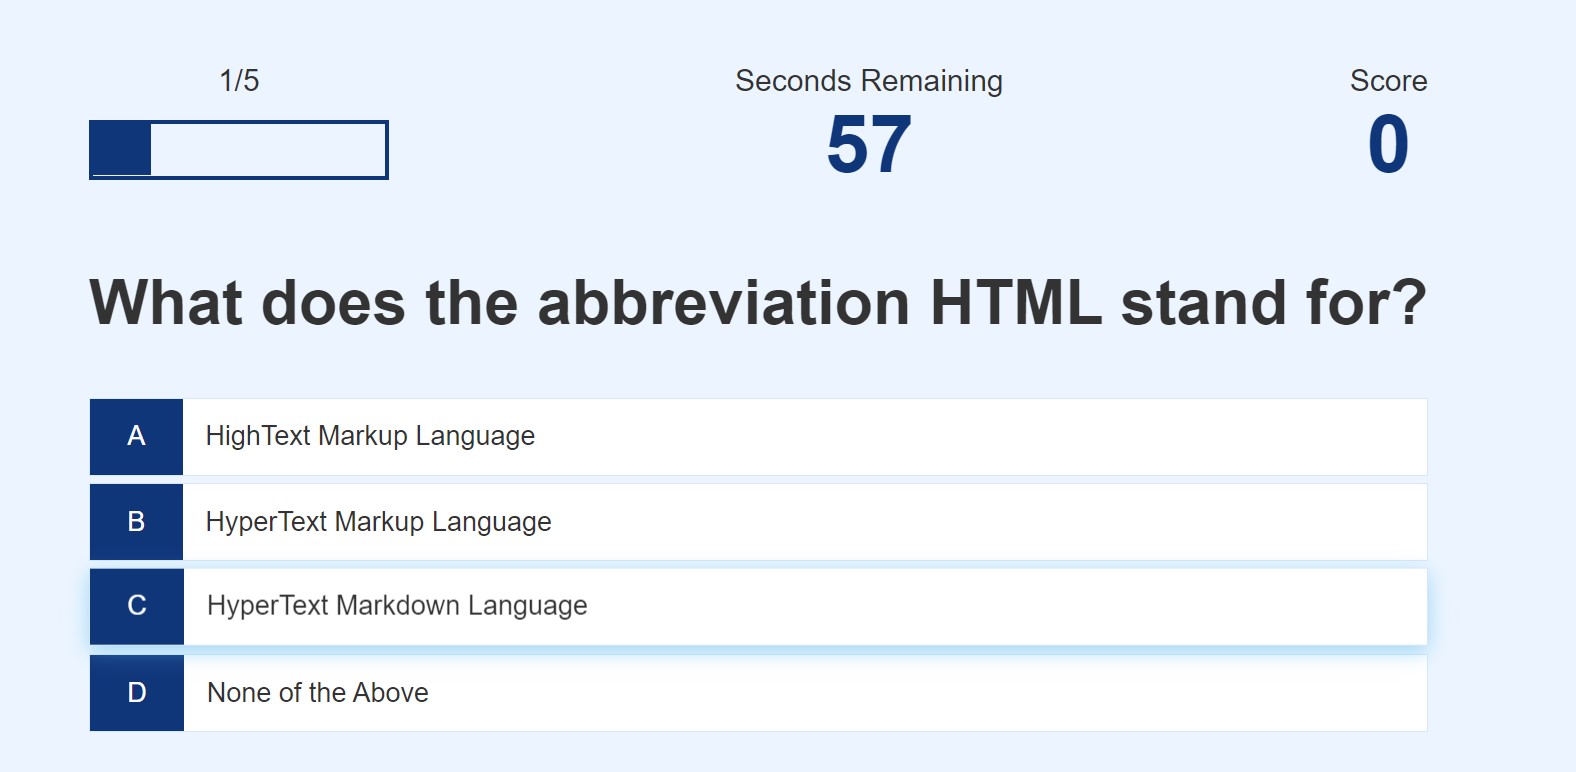 1/5
Seconds Remaining
57
Score
0
What does the abbreviation HTML stand for?
A HighText Markup Language
B HyperText Markup Language
C HyperText Markdown Language
D None of the Above